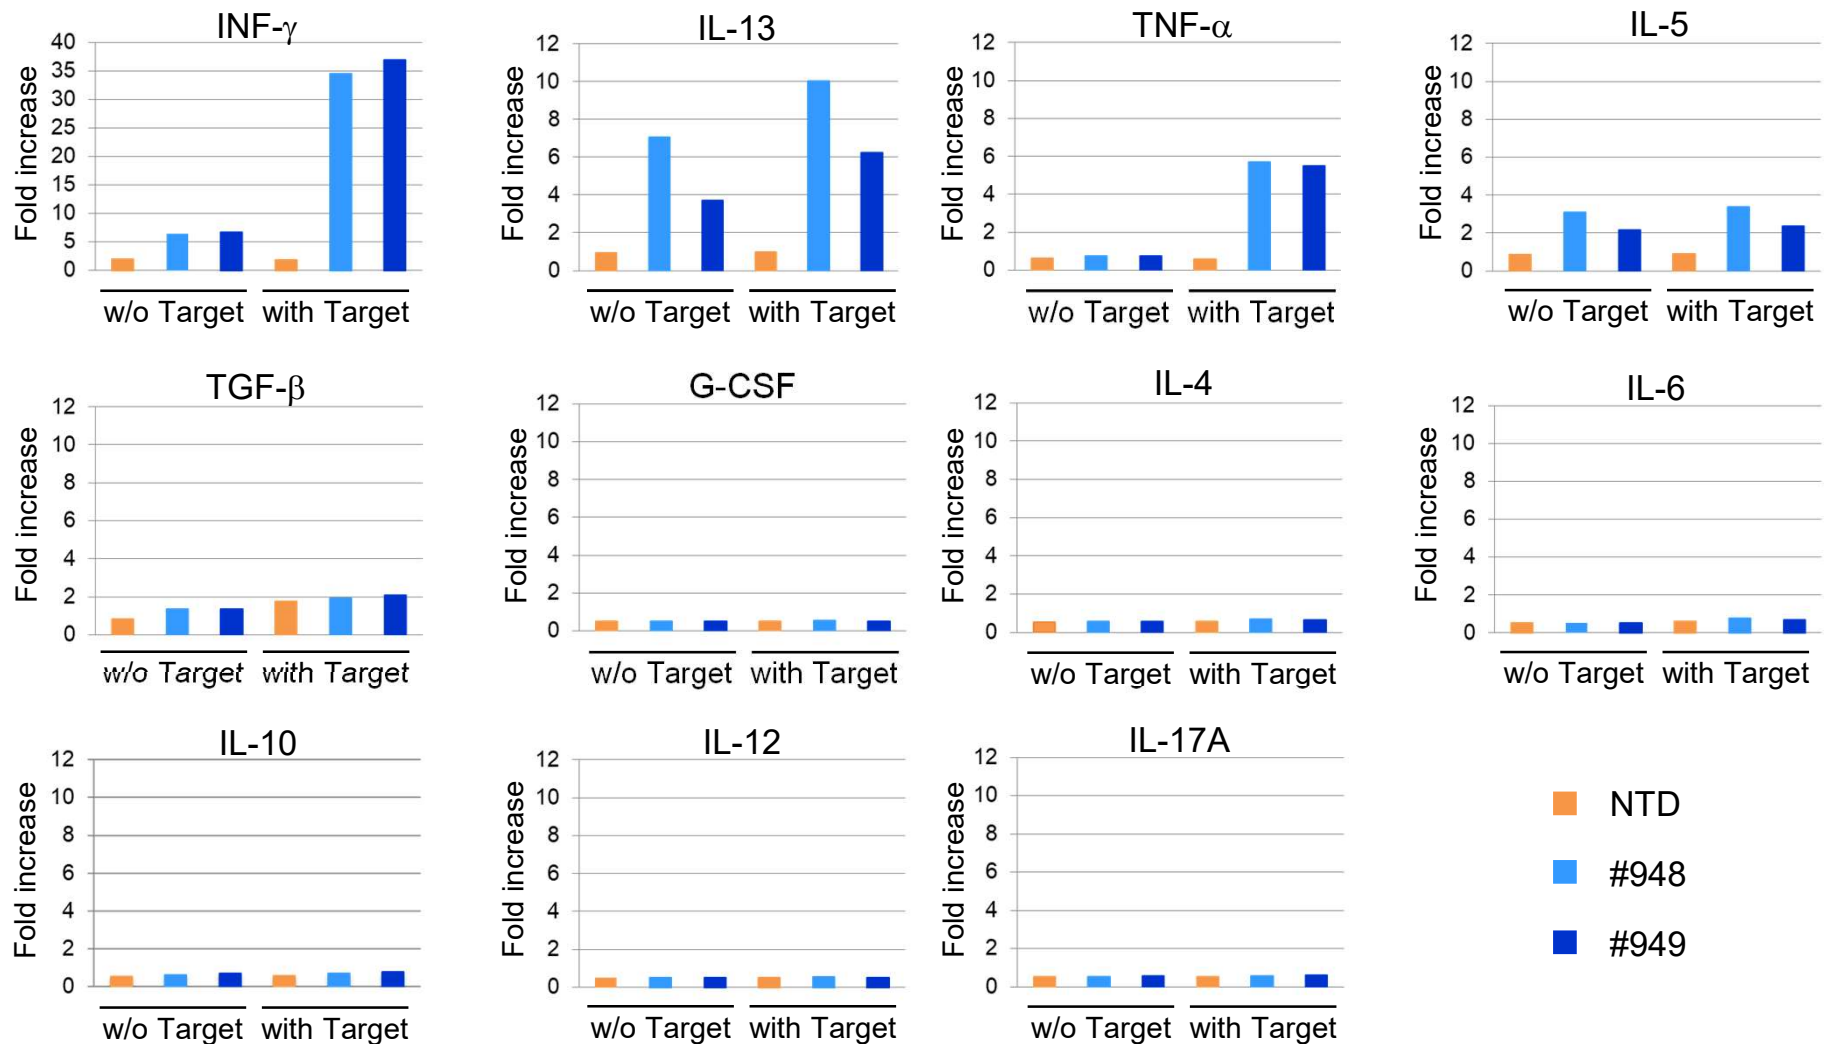 INF-γ
Fold increase
40
35
30
25
20
15
10
5
0
w/o Target with Target
IL-13
Fold increase
12
10
8
6
4
2
0
w/o Target with Target
TNF-α
Fold increase
12
10
8
6
4
2
0
w/o Target with Target
IL-5
Fold increase
12
10
8
6
4
2
0
w/o Target with Target
TGF-β
Fold increase
12
10
8
6
4
2
0
w/o Target with Target
G-CSF
Fold increase
12
10
8
6
4
2
0
w/o Target with Target
IL-4
Fold increase
12
10
8
6
4
2
0
w/o Target with Target
IL-6
Fold increase
12
10
8
6
4
2
0
w/o Target with Target
IL-10
Fold increase
12
10
8
6
4
2
0
w/o Target with Target
IL-12
Fold increase
12
10
8
6
4
2
0
w/o Target with Target
IL-17A
Fold increase
12
10
8
6
4
2
0
w/o Target with Target
NTD
#948
#949